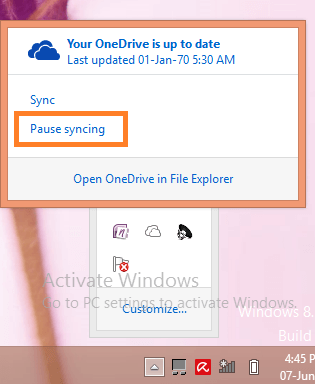 Your OneDrive is up to date
Last updated 01-Jan-70 5:30 AM
Sync
Pause syncing
Open OneDrive in File Explorer
Activate Windows
Go to PC settings to activate Windows.
Customize...
Windows 8.
Build
4:45 P
07-Jun